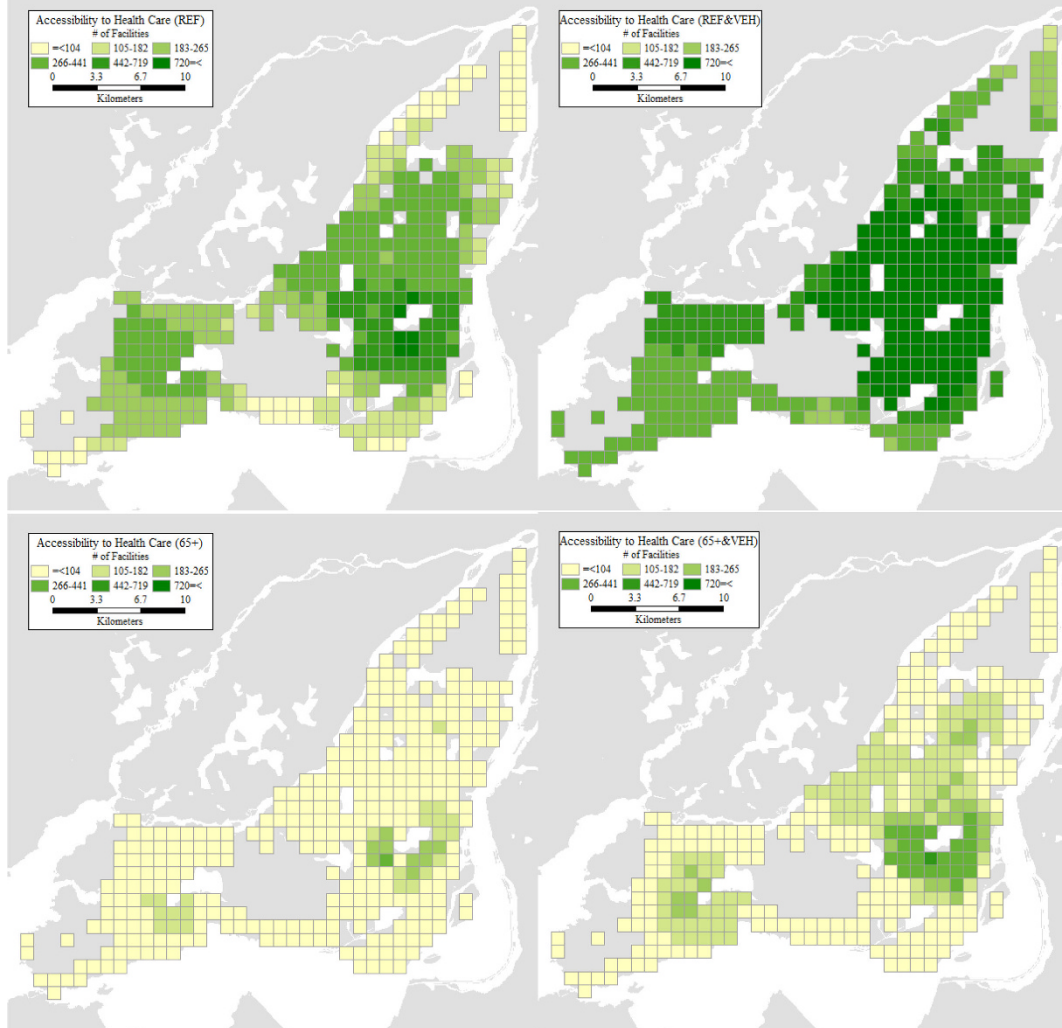 Accessibility to Health Care (REF)
# of Facilities
=<104 105-182 183-265
266-441 442-719 720=<
0 3.3 6.7 10
Kilometers
Accessibility to Health Care (REF&VEH)
# of Facilities
=<104 105-182 183-265
266-441 442-719 720=<
0 3.3 6.7 10
Kilometers
Accessibility to Health Care (65+)
# of Facilities
=<104 105-182 183-265
266-441 442-719 720=<
0 3.3 6.7 10
Kilometers
Accessibility to Health Care (65+&VEH)
# of Facilities
=<104 105-182 183-265
266-441 442-719 720=<
0 3.3 6.7 10
Kilometers